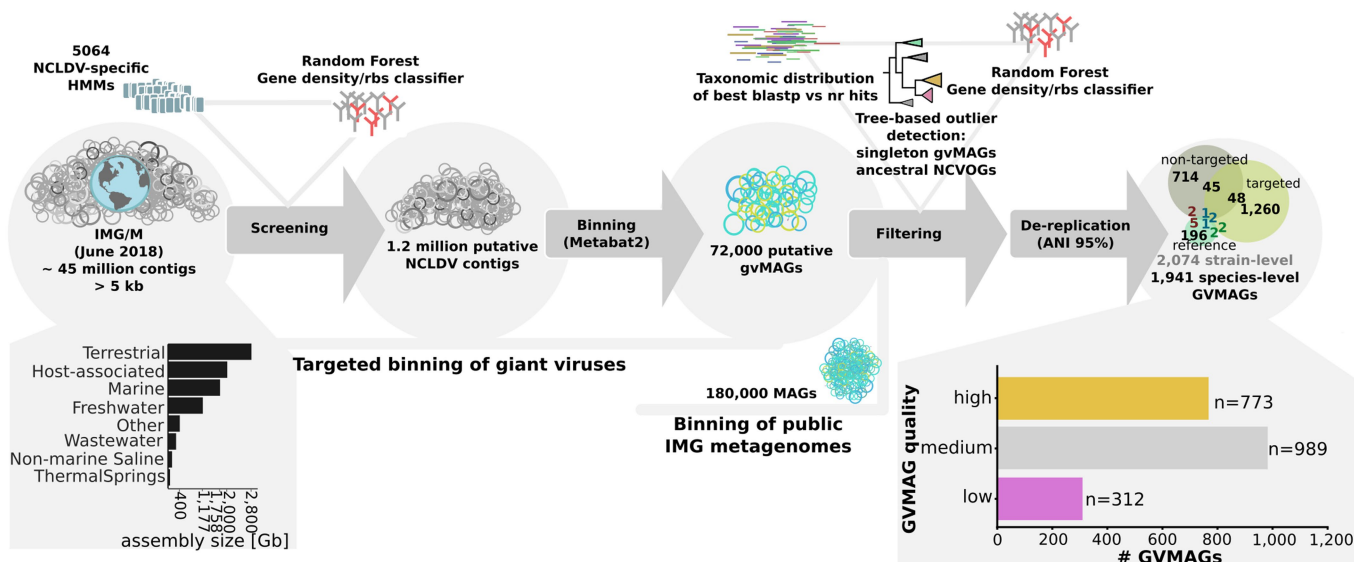 5064
NCLDV-specific
HMMs
Random Forest
Gene density/rbs classifier
IMG/M
(June 2018)
~ 45 million contigs
> 5 kb
Screening
1.2 million putative
NCLDV contigs
Binning
(Metabat2)
72,000 putative
gvMAGs
Taxonomic distribution
of best blastp vs nr hits
Tree-based outlier
detection:
singleton gvMAGs
ancestral NCVOGs
Random Forest
Gene density/rbs classifier
Filtering
De-replication
(ANI 95%)
non-targeted
714
45
targeted
48
1,260
2
1
2
5
1
2
196
2
reference
2,074 strain-level
1,941 species-level
GVMAGs
Targeted binning of giant viruses
180,000 MAGs
Binning of public
IMG metagenomes
Terrestrial
Host-associated
Marine
Freshwater
Other
Wastewater
Non-marine Saline
ThermalSprings
400
1,177
1,758
2,000
2,800
assembly size [Gb]
GVMAG quality
high
n=773
medium
n=989
low
n=312
0
200
400
600
800
1,000
1,200
# GVMAGs